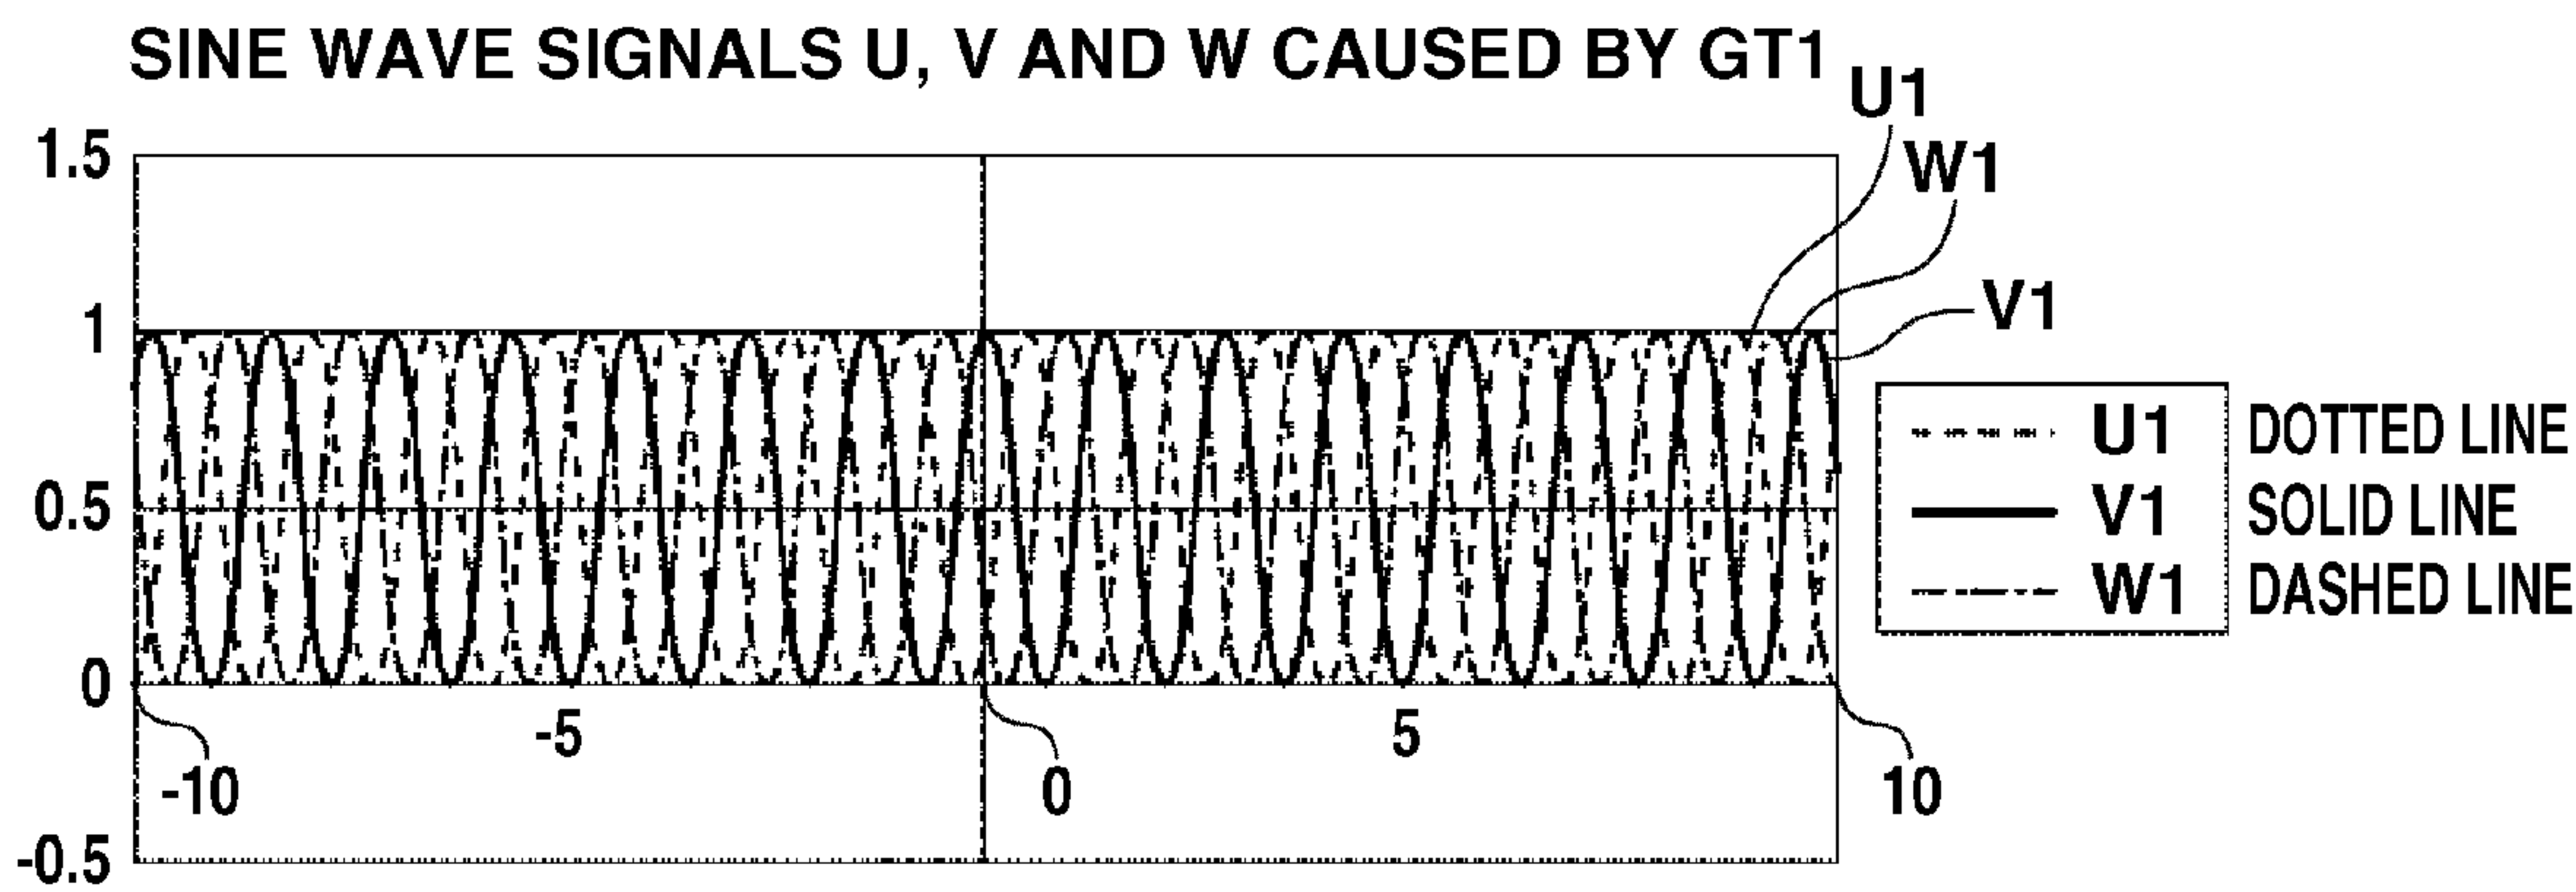 SINE WAVE SIGNALS U, V AND W CAUSED BY GT1
U1
W1
V1
1.5
1
0.5
0
-0.5
-10
-5
0
5
10
U1 DOTTED LINE
V1 SOLID LINE
W1 DASHED LINE